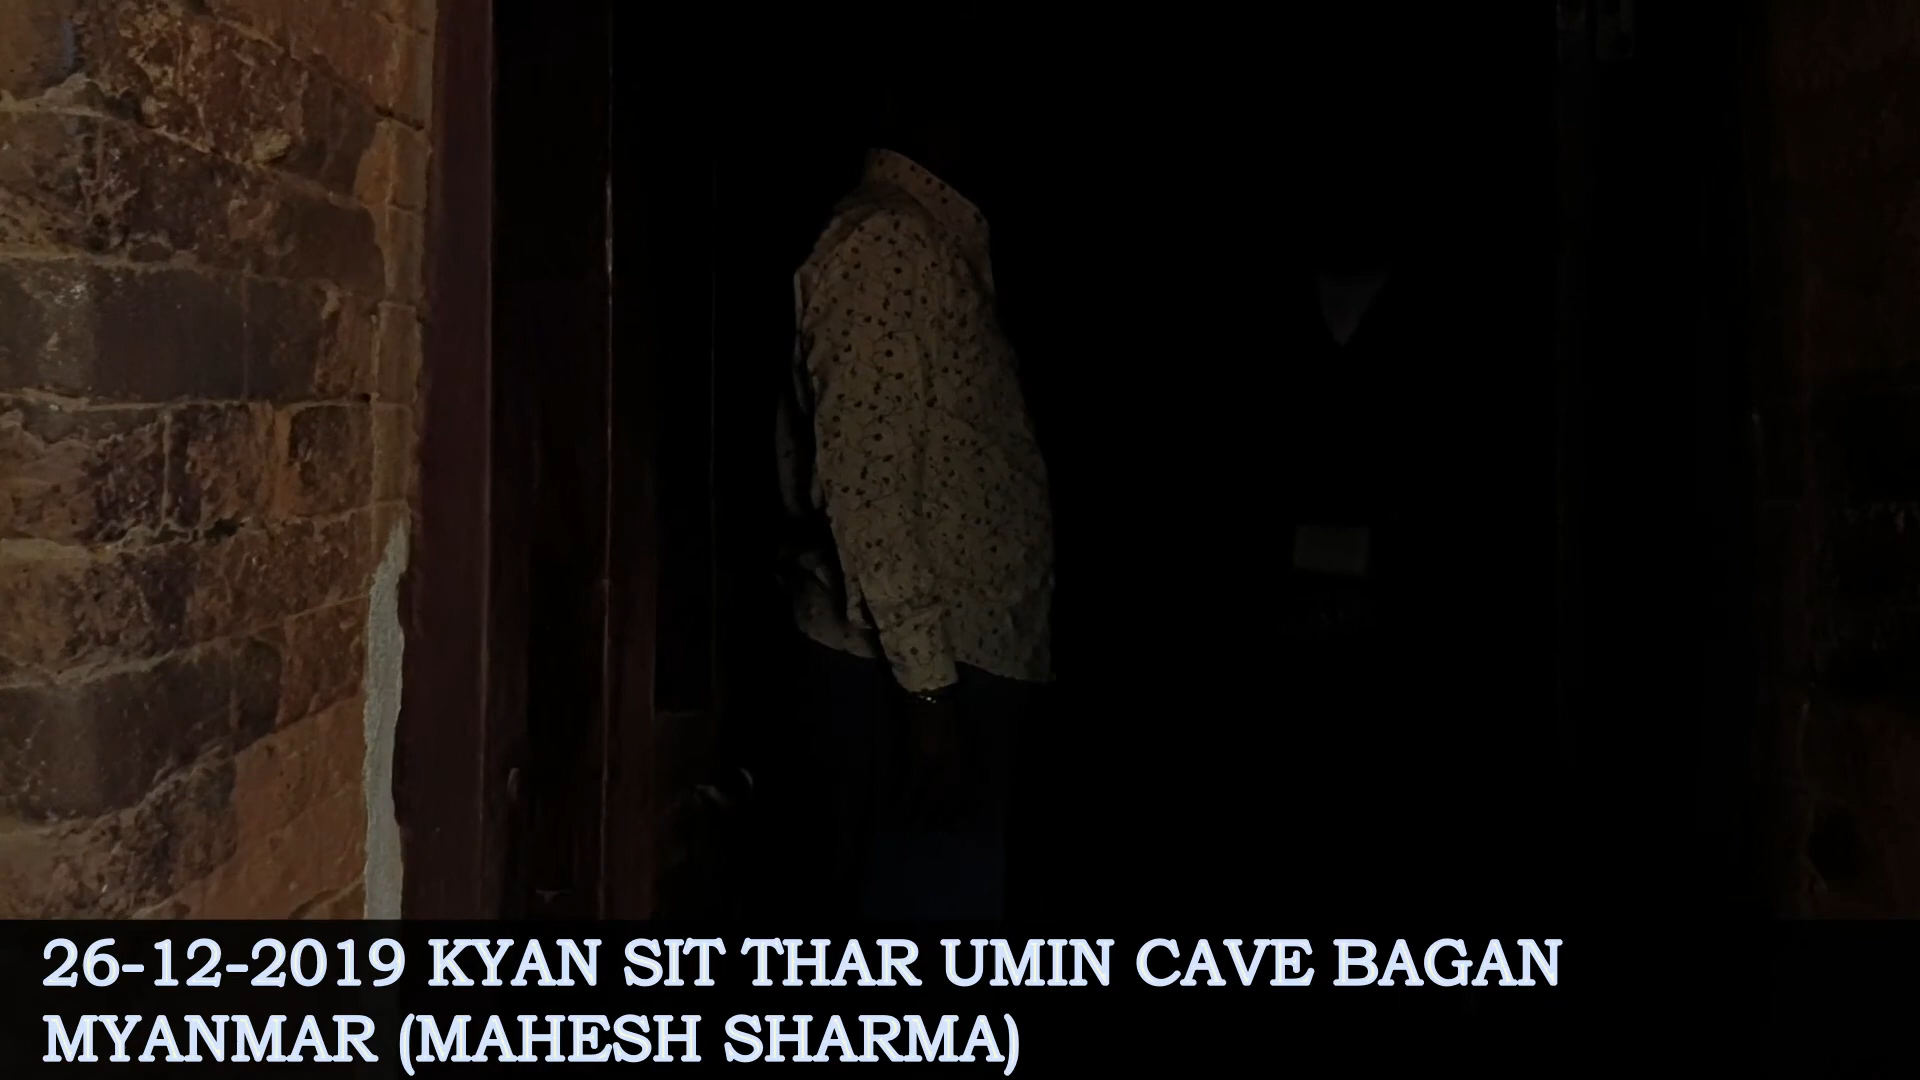 26-12-2019 KYAN SIT THAR UMIN CAVE BAGAN
MYANMAR (MAHESH SHARMA)